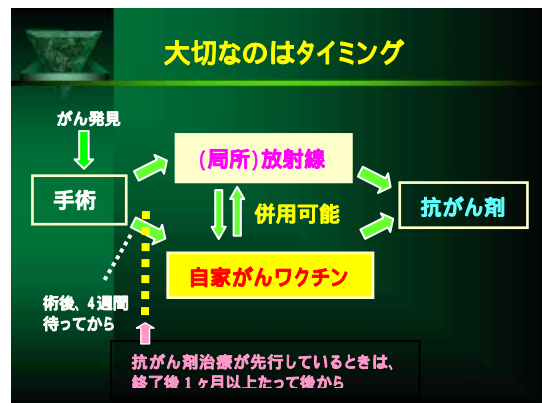 大切なのはタイミング
がん発見
(局所)放射線
手術
併用可能
抗がん剤
自家がんワクチン
術後、4週間
待ってから
抗がん剤治療が先行しているときは、
終了後１ヶ月以上たって後から